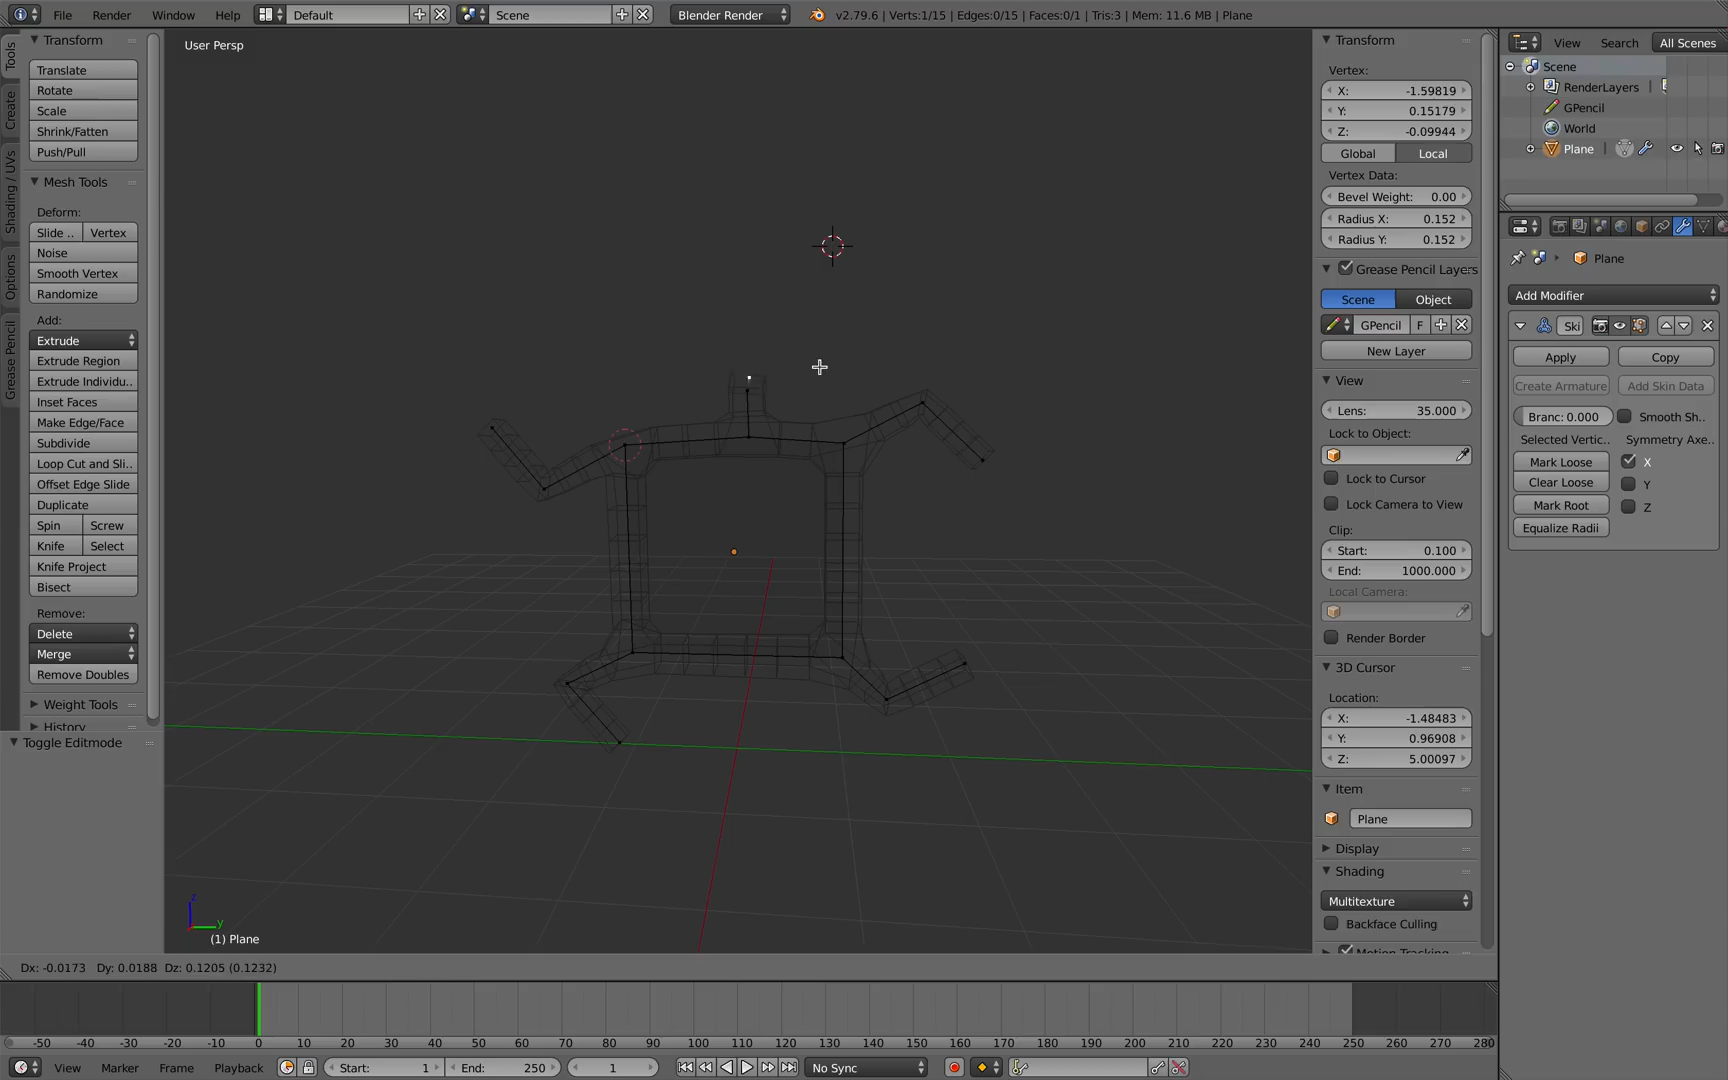 File Render Window Help Default Scene Blender Render v2.79.6 | Verts:1/15 | Edges:0/15 | Faces:0/1 | Tris:3 | Mem: 11.6 MB | Plane
Tools
Create
Shading / UVs
Options
Grease Pencil
Transform
Translate
Rotate
Scale
Shrink/Fatten
Push/Pull
Mesh Tools
Deform:
Slide .. Vertex
Noise
Smooth Vertex
Randomize
Add:
Extrude
Extrude Region
Extrude Individu..
Inset Faces
Make Edge/Face
Subdivide
Loop Cut and Sli..
Offset Edge Slide
Duplicate
Spin Screw
Knife Select
Knife Project
Bisect
Remove:
Delete
Merge
Remove Doubles
Weight Tools
History
Toggle Editmode
User Persp
z
y
(1) Plane
Dx: -0.0173 Dy: 0.0188 Dz: 0.1205 (0.1232)
Transform
Vertex:
X: -1.59819
Y: 0.15179
Z: -0.09944
Global Local
Vertex Data:
Bevel Weight: 0.00
Radius X: 0.152
Radius Y: 0.152
Grease Pencil Layers
Scene Object
GPencil F
New Layer
View
Lens: 35.000
Lock to Object:
Lock to Cursor
Lock Camera to View
Clip:
Start: 0.100
End: 1000.000
Local Camera:
Render Border
3D Cursor
Location:
X: -1.48483
Y: 0.96908
Z: 5.00097
Item
Plane
Display
Shading
Multitexture
Backface Culling
Motion Tracking
View Search All Scenes
Scene
RenderLayers |
GPencil
World
Plane |
Plane
Add Modifier
Ski
Apply Copy
Create Armature Add Skin Data
Branc: 0.000 Smooth Sh..
Selected Vertic.. Symmetry Axe..
Mark Loose X
Clear Loose Y
Mark Root Z
Equalize Radii
-50 -40 -30 -20 -10 0 10 20 30 40 50 60 70 80 90 100 110 120 130 140 150 160 170 180 190 200 210 220 230 240 250 260 270 280
View Marker Frame Playback Start: 1 End: 250 1 No Sync